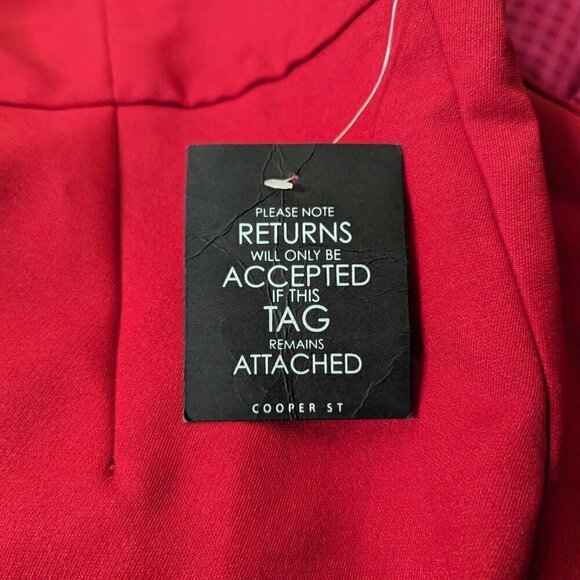 PLEASE NOTE
RETURNS
WILL ONLY BE
ACCEPTED
IF THIS
TAG
REMAINS
ATTACHED
COOPER ST